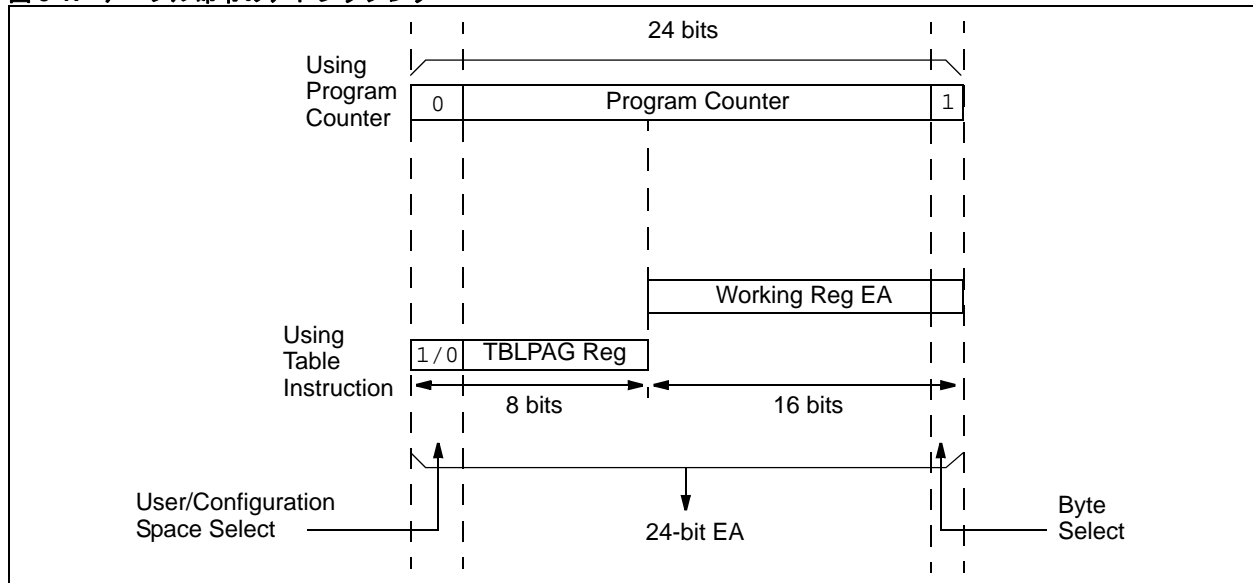 24 bits
Using
Program
Counter
0
Program Counter
1
Working Reg EA
Using
Table
Instruction
1/0
TBLPAG Reg
8 bits
16 bits
User/Configuration
Space Select
24-bit EA
Byte
Select